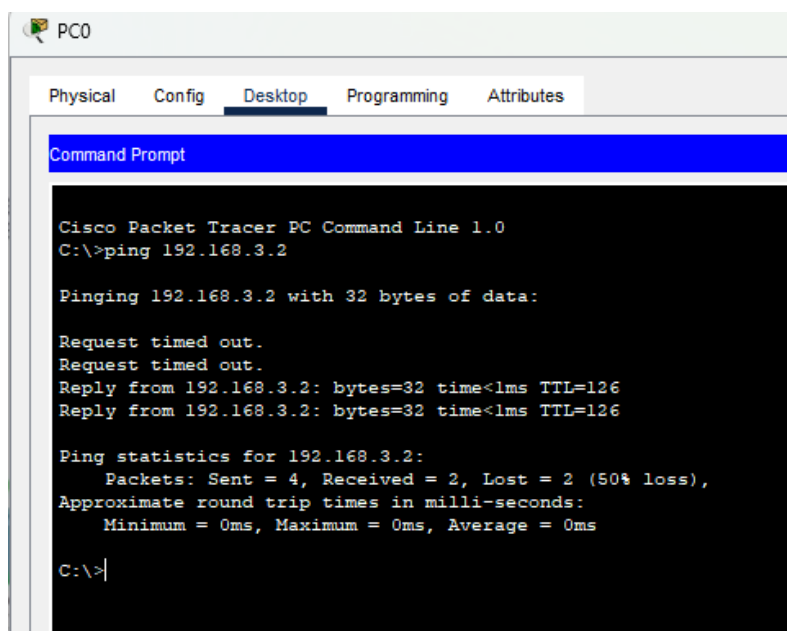 PC0
Physical Config Desktop Programming Attributes
Command Prompt
Cisco Packet Tracer PC Command Line 1.0
C:\>ping 192.168.3.2
Pinging 192.168.3.2 with 32 bytes of data:
Request timed out.
Request timed out.
Reply from 192.168.3.2: bytes=32 time<1ms TTL=126
Reply from 192.168.3.2: bytes=32 time<1ms TTL=126
Ping statistics for 192.168.3.2:
Packets: Sent = 4, Received = 2, Lost = 2 (50% loss),
Approximate round trip times in milli-seconds:
Minimum = 0ms, Maximum = 0ms, Average = 0ms
C:\>